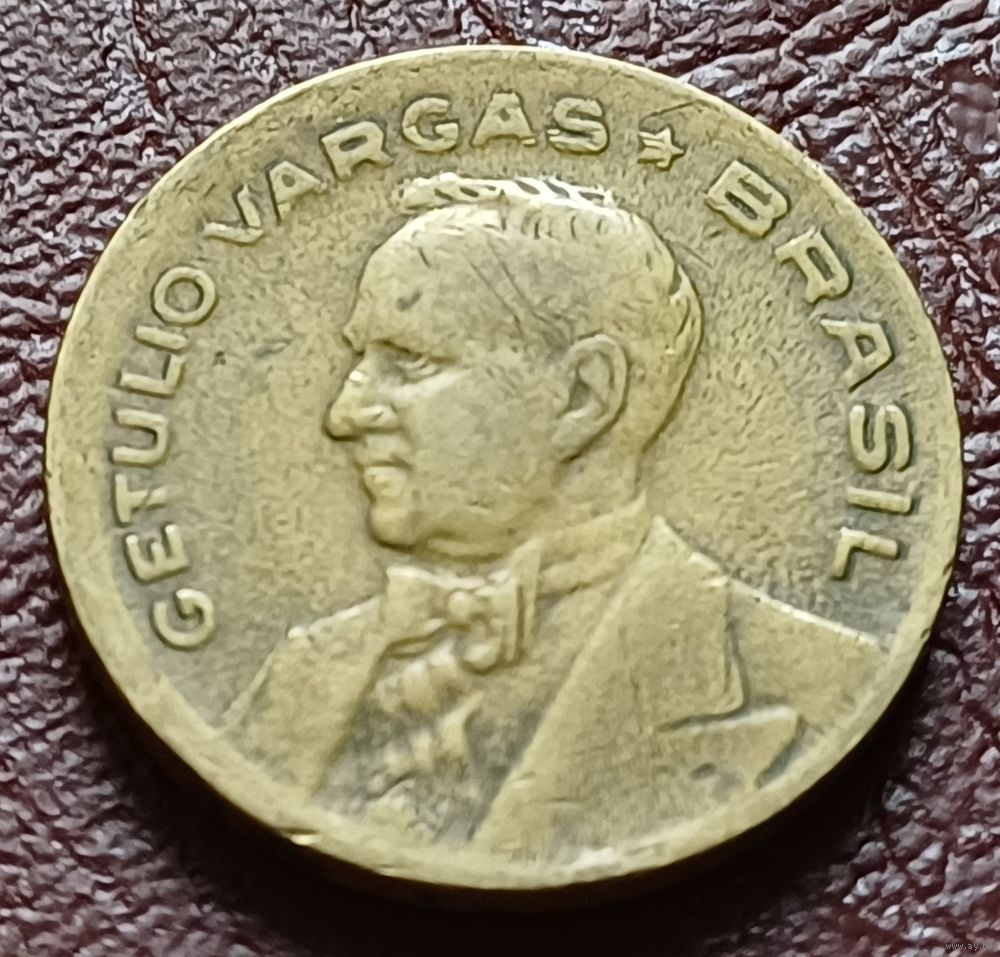 GETULIO VARGAS ★ BRASIL